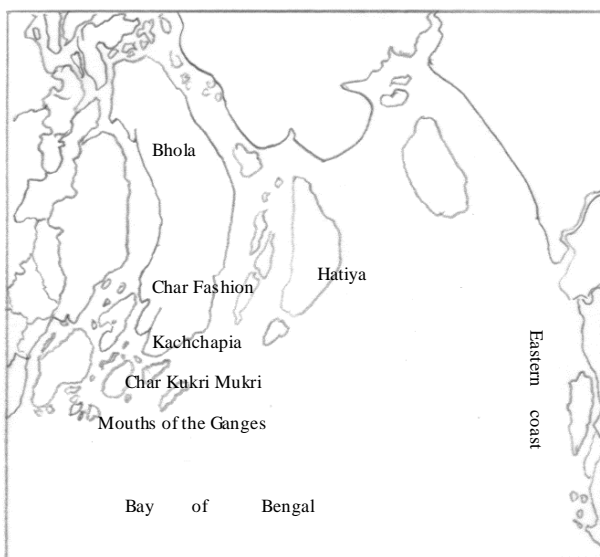 Bhola
Char Fashion
Hatiya
Kachchapia
Char Kukri Mukri
Mouths of the Ganges
Eastern coast
Bay of Bengal